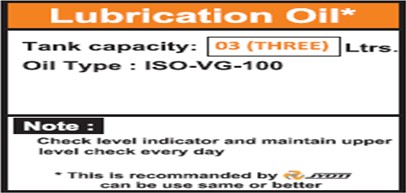 Lubrication Oil*
Tank capacity: 03 (THREE) Ltrs.
Oil Type : ISO-VG-100
Note :
Check level indicator and maintain upper
level check every day
* This is recommanded by JYOTI
can be use same or better